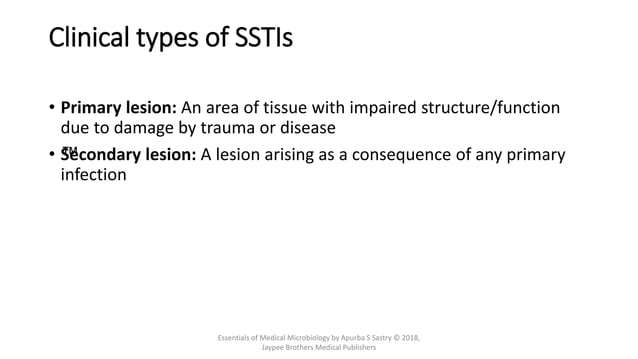 Clinical types of SSTIs
• Primary lesion: An area of tissue with impaired structure/function
due to damage by trauma or disease
™
• Secondary lesion: A lesion arising as a consequence of any primary
infection
Essentials of Medical Microbiology by Apurba S Sastry © 2018,
Jaypee Brothers Medical Publishers